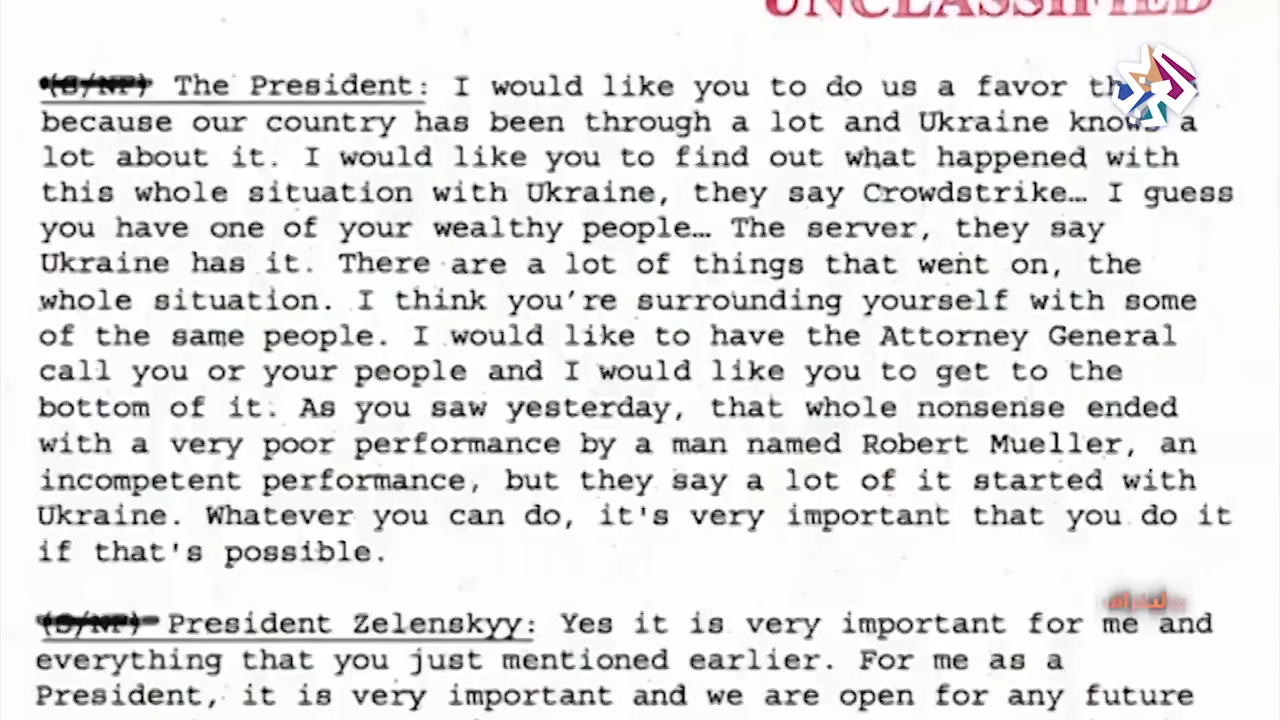 UNCLASSIFIED
(S/NF) The President: I would like you to do us a favor
because our country has been through a lot and Ukraine knows a
lot about it. I would like you to find out what happened with
this whole situation with Ukraine, they say Crowdstrike… I guess
you have one of your wealthy people… The server, they say
Ukraine has it. There are a lot of things that went on, the
whole situation. I think you're surrounding yourself with some
of the same people. I would like to have the Attorney General
call you or your people and I would like you to get to the
bottom of it. As you saw yesterday, that whole nonsense ended
with a very poor performance by a man named Robert Mueller, an
incompetent performance, but they say a lot of it started with
Ukraine. Whatever you can do, it's very important that you do it
if that's possible.
(S/NF) President Zelenskyy: Yes it is very important for me and
everything that you just mentioned earlier. For me as a
President, it is very important and we are open for any future